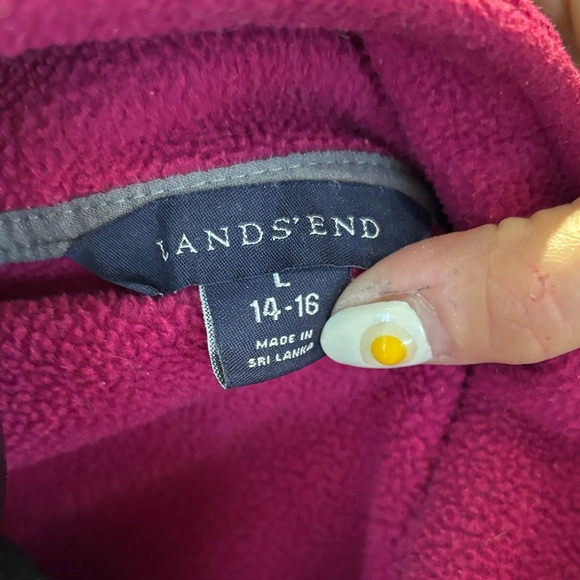 LANDS' END
L
14-16
MADE IN
SRI LANKA